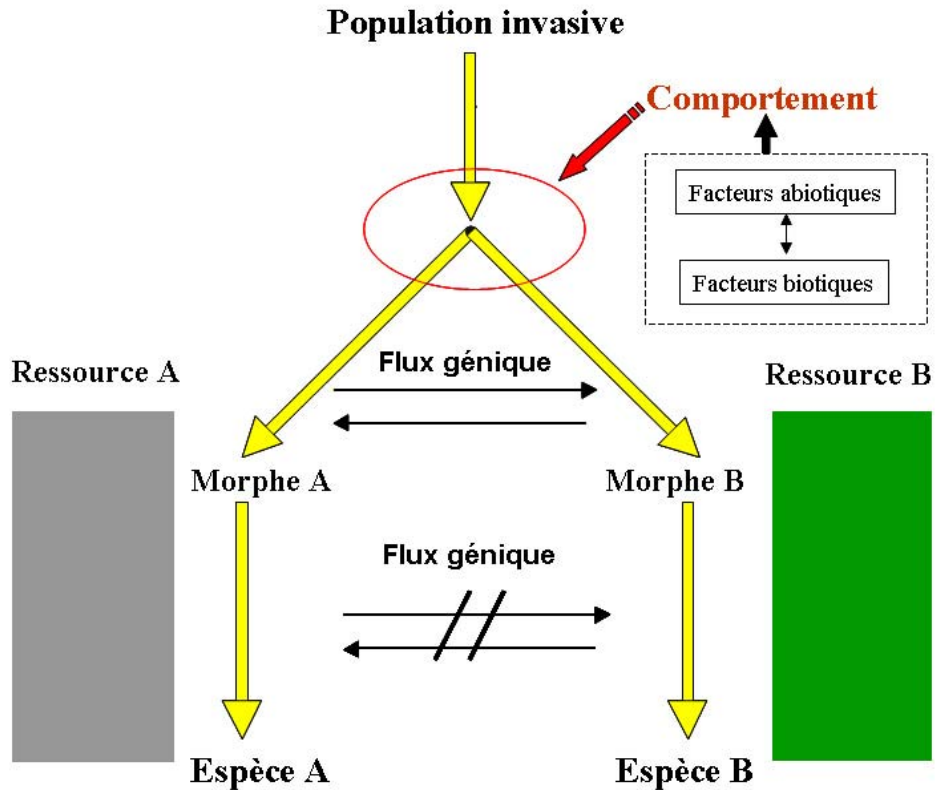 Population invasive
Comportement
Facteurs abiotiques
Facteurs biotiques
Ressource A
Flux génique
Ressource B
Morphe A
Morphe B
Flux génique
Espèce A
Espèce B